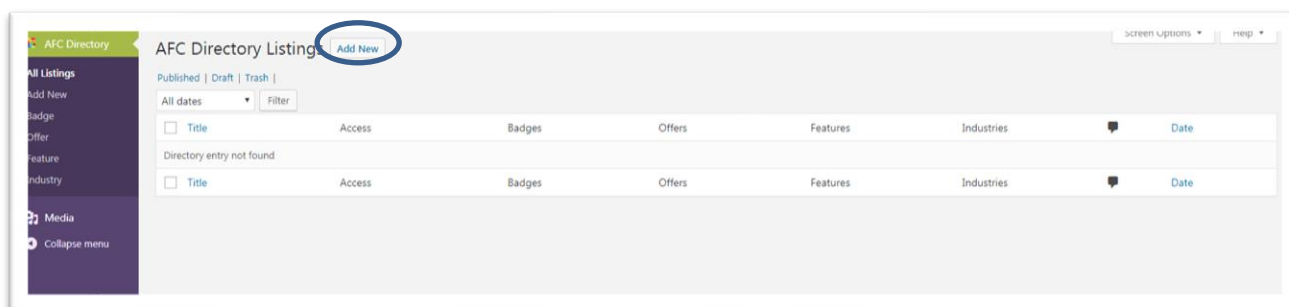 AFC Directory
All Listings
Add New
Badge
Offer
Feature
Industry
Media
Collapse menu
AFC Directory Listings Add New
Screen Options Help
Published | Draft | Trash |
All dates Filter
Title Access Badges Offers Features Industries Date
Directory entry not found
Title Access Badges Offers Features Industries Date